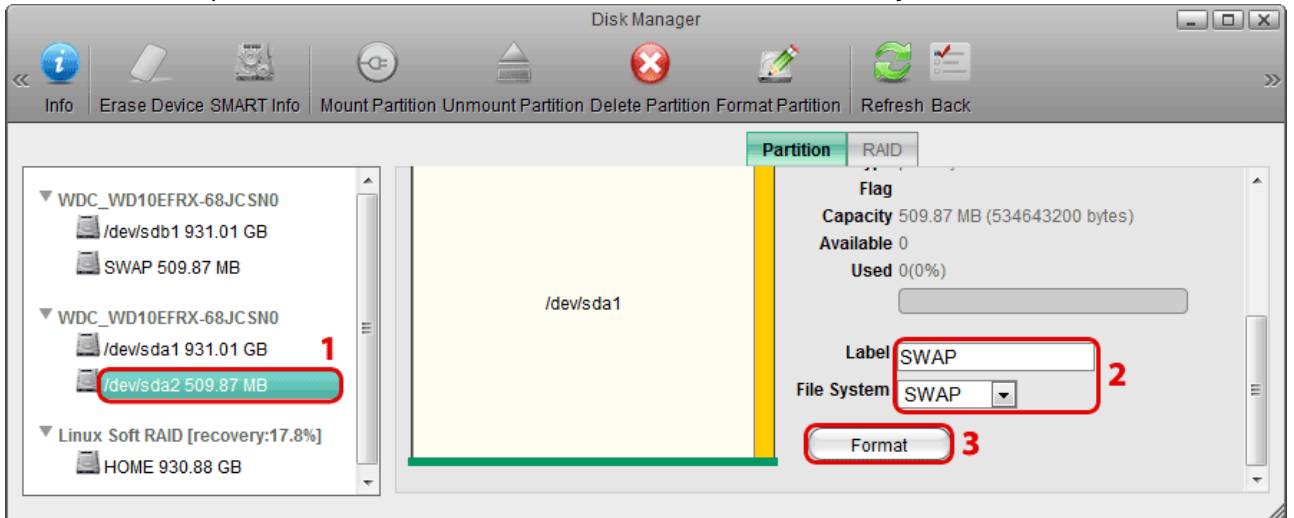 Disk Manager
Info Erase Device SMART Info Mount Partition Unmount Partition Delete Partition Format Partition Refresh Back
Partition RAID
WDC_WD10EFRX-68JCSN0
/dev/sdb1 931.01 GB
SWAP 509.87 MB
WDC_WD10EFRX-68JCSN0
/dev/sda1 931.01 GB
/dev/sda2 509.87 MB
1
Linux Soft RAID [recovery:17.8%]
HOME 930.88 GB
/dev/sda1
Flag
Capacity 509.87 MB (534643200 bytes)
Available 0
Used 0(0%)
Label SWAP
File System SWAP
2
Format
3